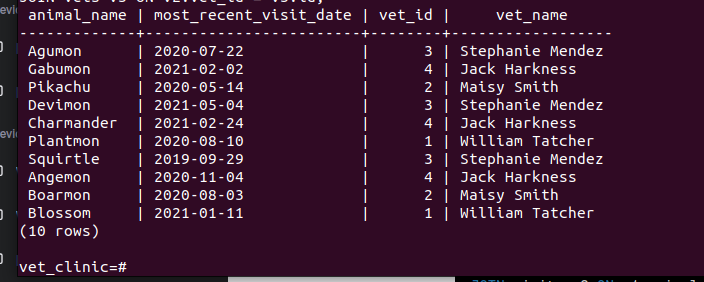 animal_name | most_recent_visit_date | vet_id | vet_name
-------------+------------------------+--------+------------------
Agumon | 2020-07-22 | 3 | Stephanie Mendez
Gabumon | 2021-02-02 | 4 | Jack Harkness
Pikachu | 2020-05-14 | 2 | Maisy Smith
Devimon | 2021-05-04 | 3 | Stephanie Mendez
Charmander | 2021-02-24 | 4 | Jack Harkness
Plantmon | 2020-08-10 | 1 | William Tatcher
Squirtle | 2019-09-29 | 3 | Stephanie Mendez
Angemon | 2020-11-04 | 4 | Jack Harkness
Boarmon | 2020-08-03 | 2 | Maisy Smith
Blossom | 2021-01-11 | 1 | William Tatcher
(10 rows)
vet_clinic=#